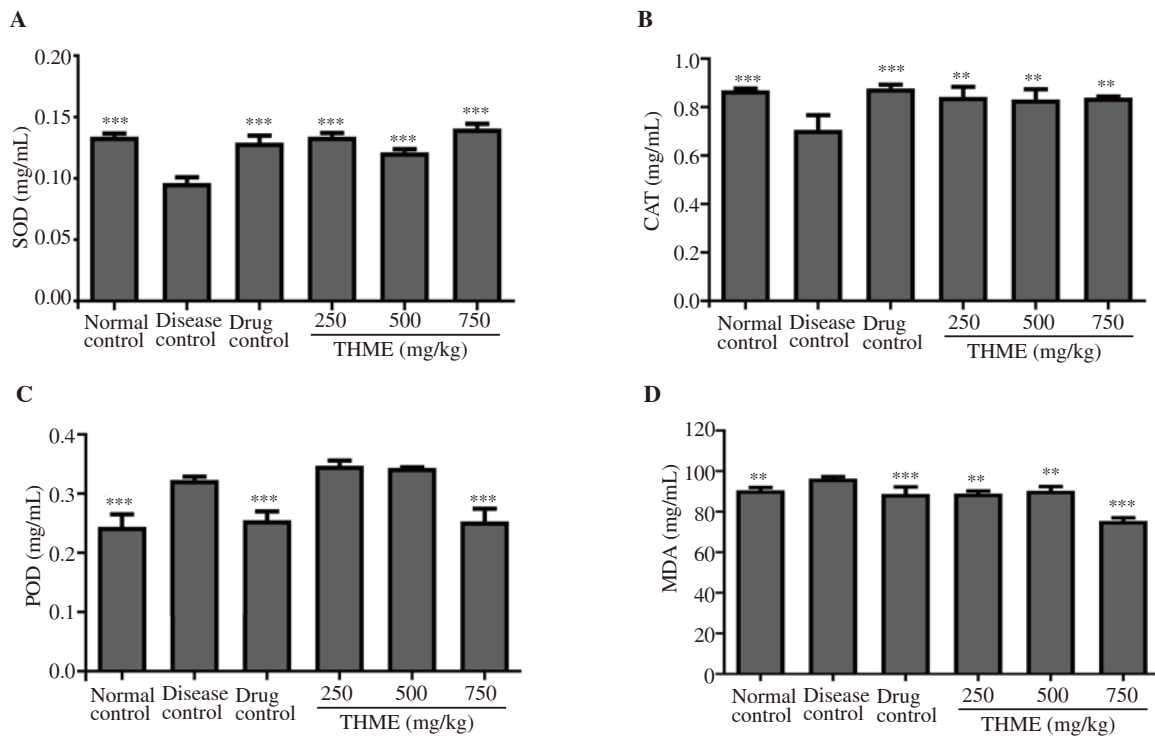 A
SOD (mg/mL)
0.20
0.15
0.10
0.05
0.00
*** *** *** *** ***
Normal control
Disease control
Drug control
250 500 750
THME (mg/kg)
B
CAT (mg/mL)
1.0
0.8
0.6
0.4
0.2
0.0
*** *** ** ** **
Normal control
Disease control
Drug control
250 500 750
THME (mg/kg)
C
POD (mg/mL)
0.4
0.3
0.2
0.1
0.0
*** *** ***
Normal control
Disease control
Drug control
250 500 750
THME (mg/kg)
D
MDA (mg/mL)
120
100
80
60
40
20
0
** *** ** ** ***
Normal control
Disease control
Drug control
250 500 750
THME (mg/kg)